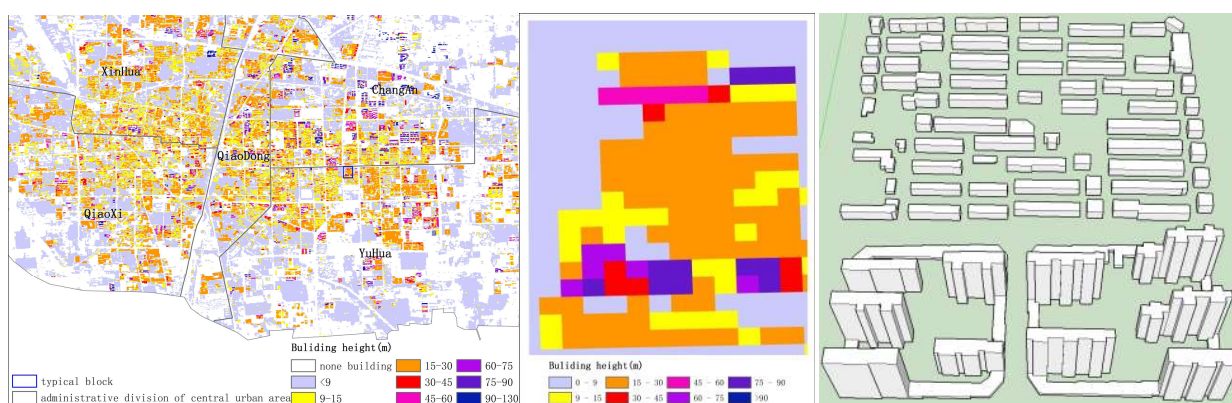 XinHua
ChangAn
QiaoDong
QiaoXi
YuHua
Buliding height(m)
none building
15-30
60-75
<9
30-45
75-90
9-15
45-60
90-130
typical block
administrative division of central urban area
Buliding height(m)
0 - 9
15 - 30
45 - 60
75 - 90
9 - 15
30 - 45
60 - 75
>90